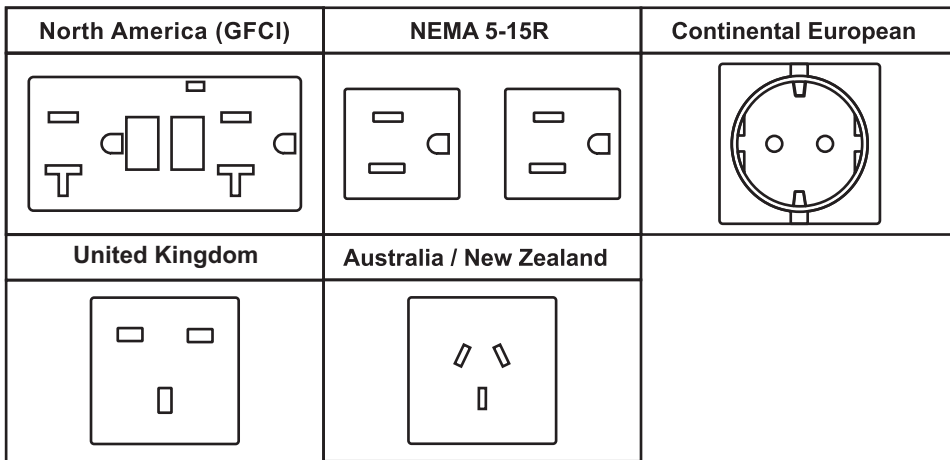 North America (GFCI)
NEMA 5-15R
Continental European
United Kingdom
Australia / New Zealand